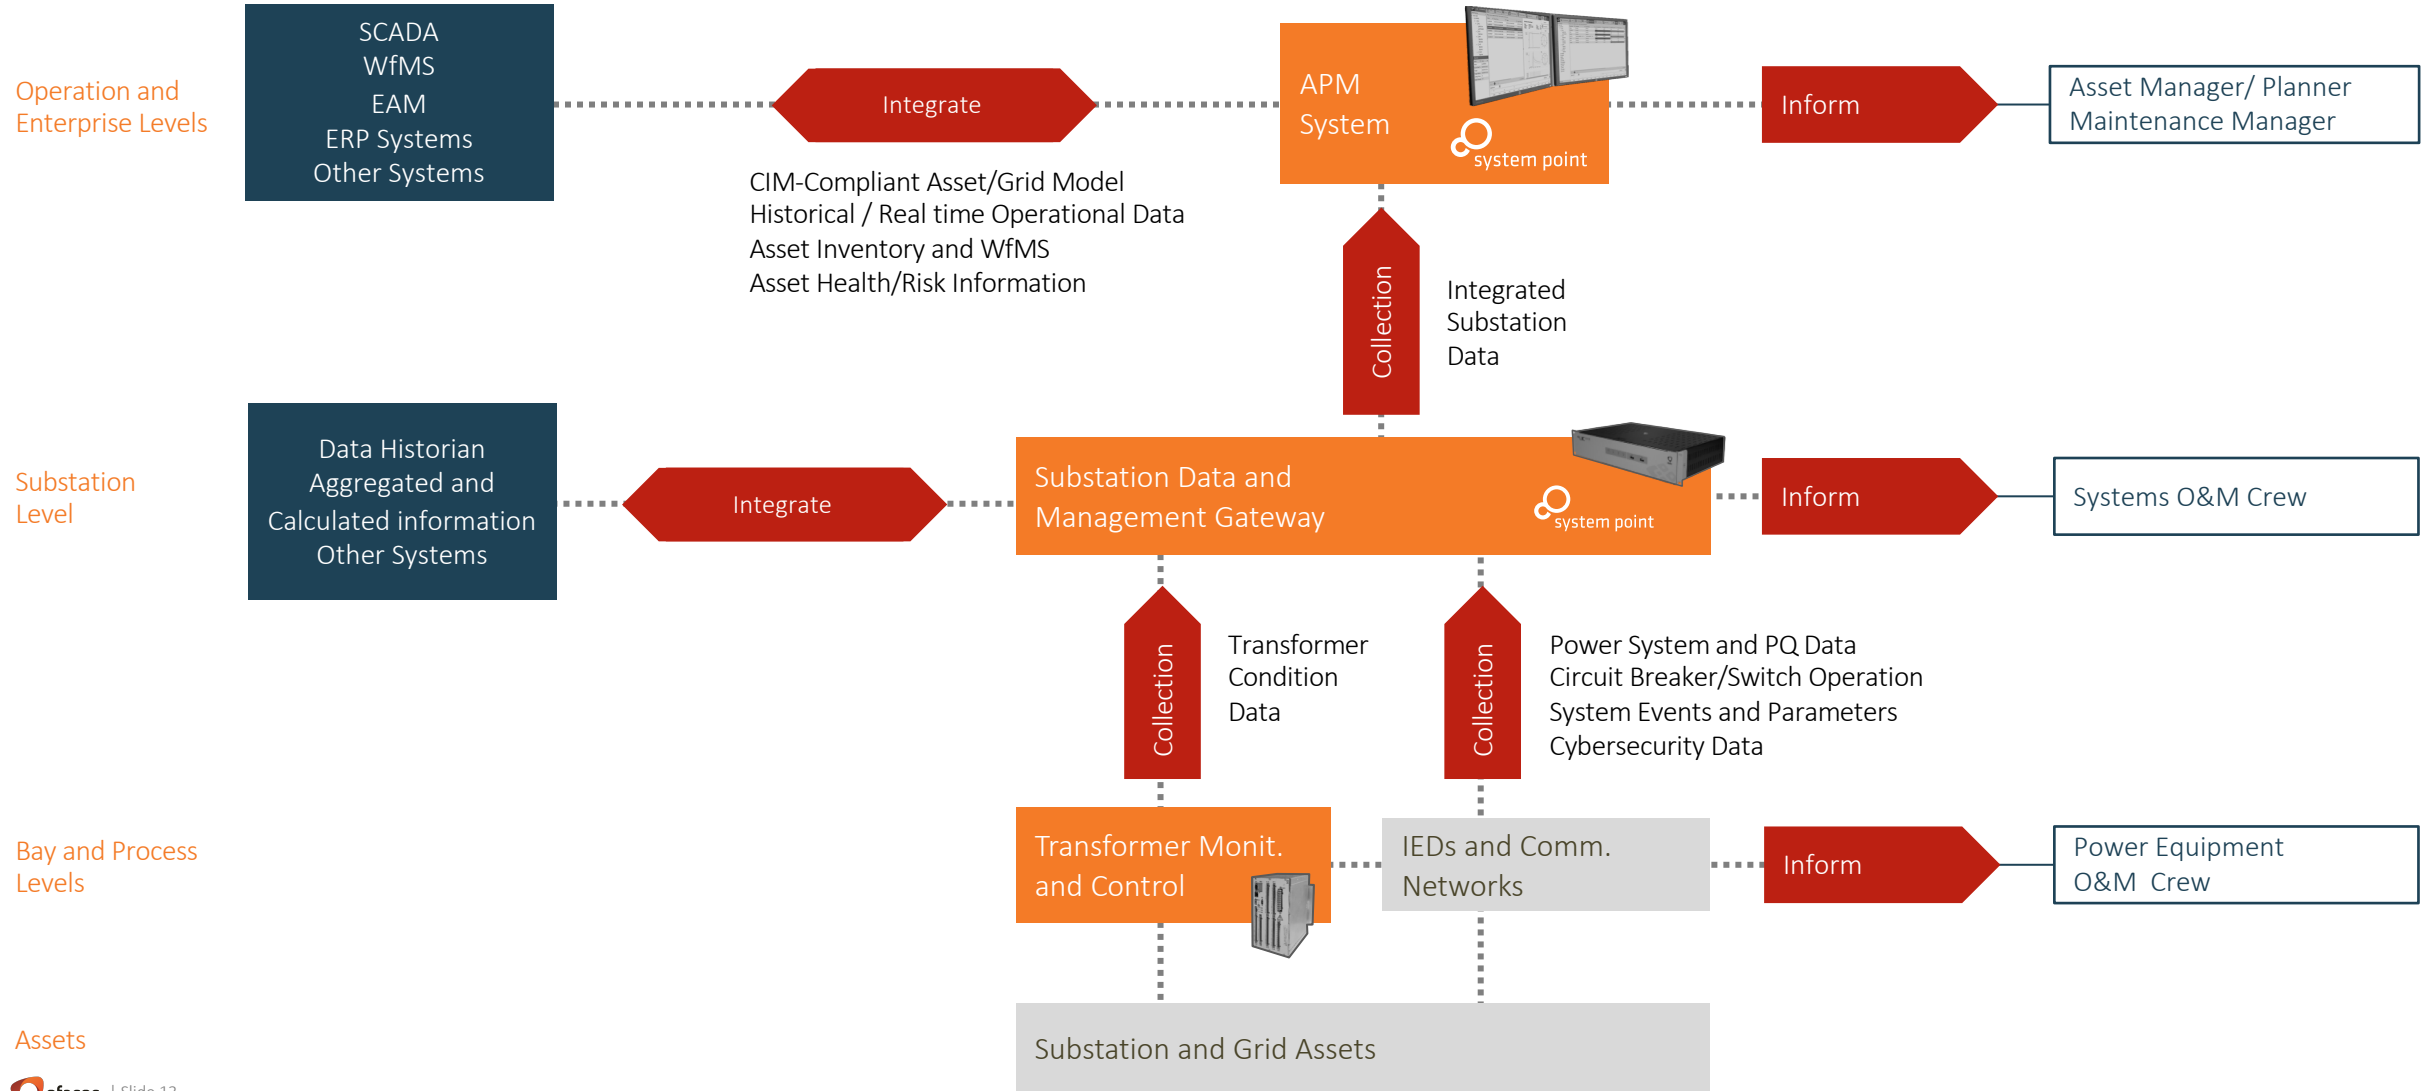 Operation and
Enterprise Levels
SCADA
WfMS
EAM
ERP Systems
Other Systems
Integrate
CIM-Compliant Asset/Grid Model
Historical / Real time Operational Data
Asset Inventory and WfMS
Asset Health/Risk Information
APM
System
system point
Inform
Asset Manager/ Planner
Maintenance Manager
Collection
Integrated
Substation
Data
Substation
Level
Data Historian
Aggregated and
Calculated information
Other Systems
Integrate
Substation Data and
Management Gateway
system point
Inform
Systems O&M Crew
Collection
Transformer
Condition
Data
Collection
Power System and PQ Data
Circuit Breaker/Switch Operation
System Events and Parameters
Cybersecurity Data
Bay and Process
Levels
Transformer Monit.
and Control
IEDs and Comm.
Networks
Inform
Power Equipment
O&M  Crew
Assets
Substation and Grid Assets